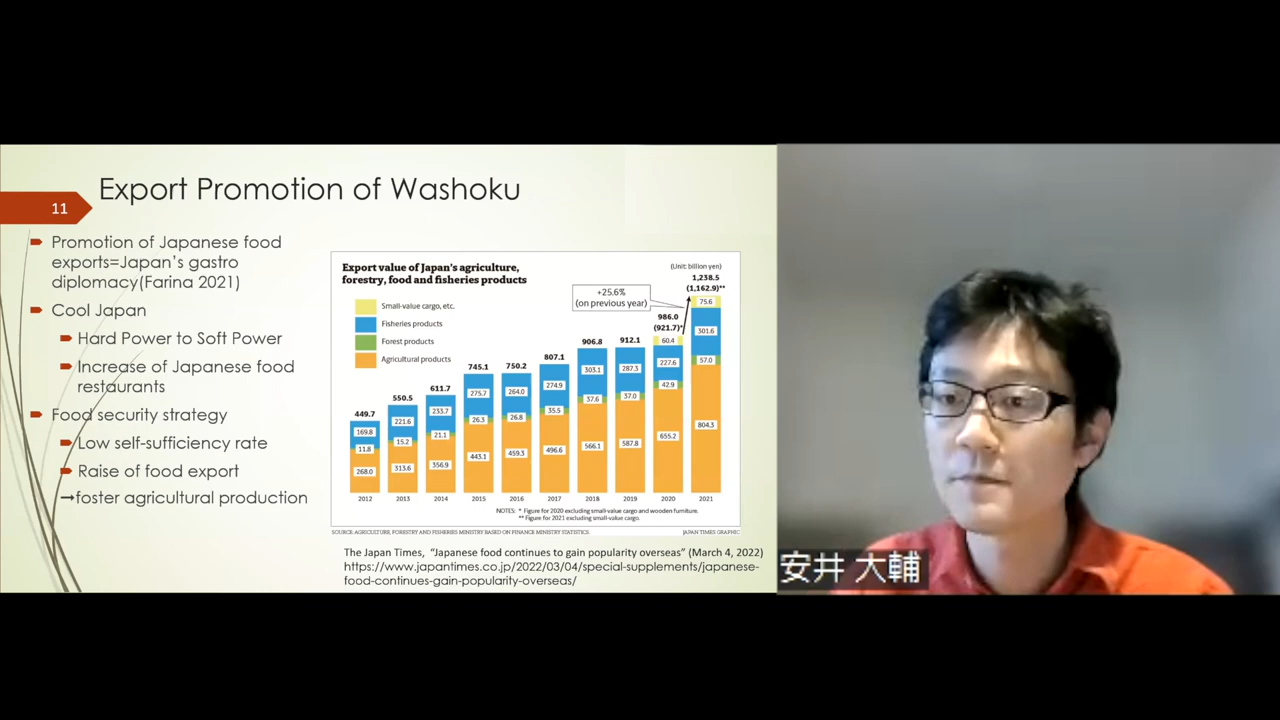 Export Promotion of Washoku
11
Promotion of Japanese food
exports=Japan's gastro
diplomacy(Farina 2021)
Cool Japan
Hard Power to Soft Power
Increase of Japanese food
restaurants
Food security strategy
Low self-sufficiency rate
Raise of food export
→foster agricultural production
Export value of Japan's agriculture,
forestry, food and fisheries products
(Unit: billion yen)
Small-value cargo, etc.
Fisheries products
Forest products
Agricultural products
+25.6%
(on previous year)
449.7
169.8
11.8
268.0
2012
550.5
221.6
15.2
313.6
2013
611.7
233.7
21.1
356.9
2014
745.1
275.7
26.3
443.1
2015
750.2
264.0
26.8
459.3
2016
807.1
274.9
35.5
496.6
2017
906.8
303.1
37.6
566.1
2018
912.1
287.3
37.0
587.8
2019
986.0
(921.7)*
60.4
227.6
42.9
655.2
2020
1,238.5
(1,162.9)**
75.6
301.6
57.0
804.3
2021
NOTES: * Figure for 2020 excluding small-value cargo and wooden furniture.
** Figure for 2021 excluding small-value cargo.
SOURCE: AGRICULTURE, FORESTRY AND FISHERIES MINISTRY BASED ON FINANCE MINISTRY STATISTICS.
JAPAN TIMES GRAPHIC
The Japan Times, "Japanese food continues to gain popularity overseas" (March 4, 2022)
https://www.japantimes.co.jp/2022/03/04/special-supplements/japanese-
food-continues-gain-popularity-overseas/
安井 大輔